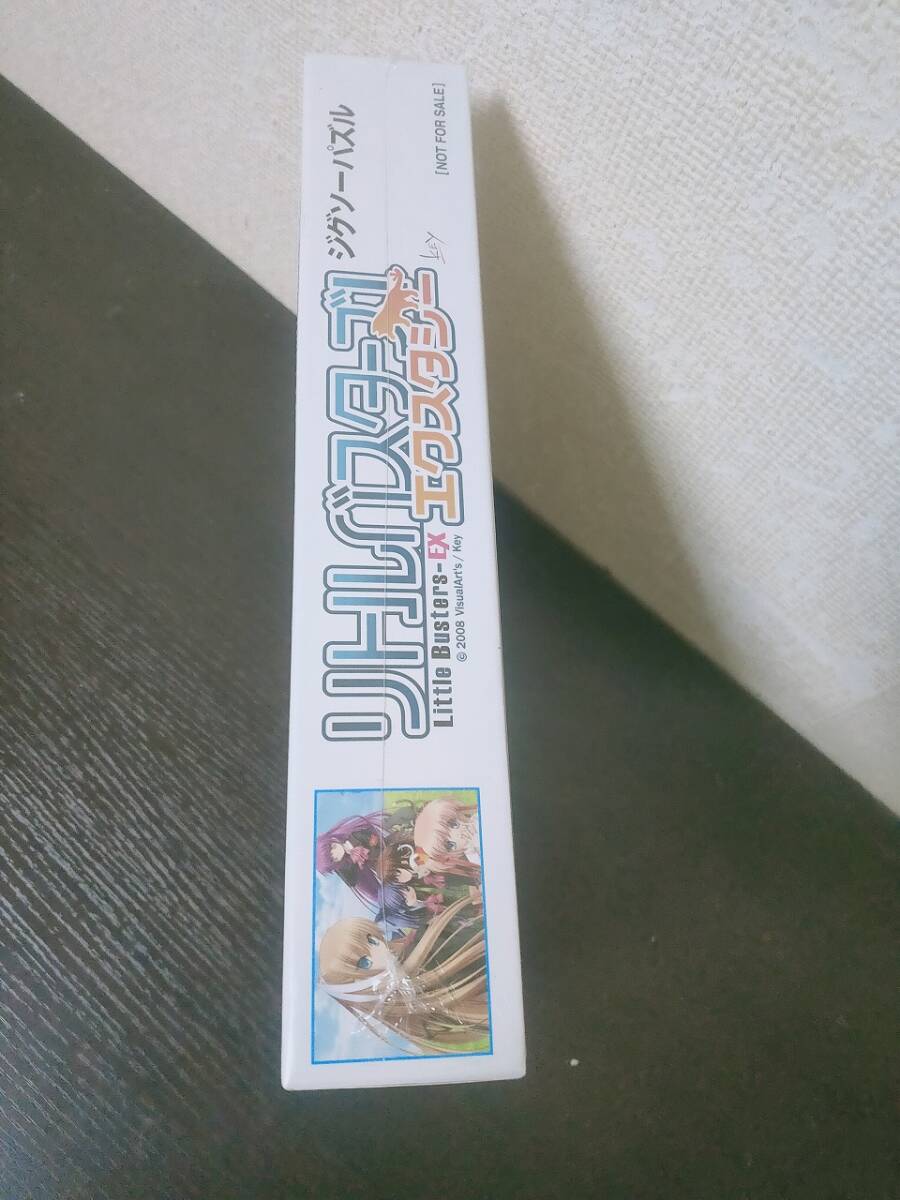 リトルバスターズ!
エクスタシー
Little Busters-EX
© 2008 VisualArt's / Key
ジグソーパズル
KEY
[NOT FOR SALE]